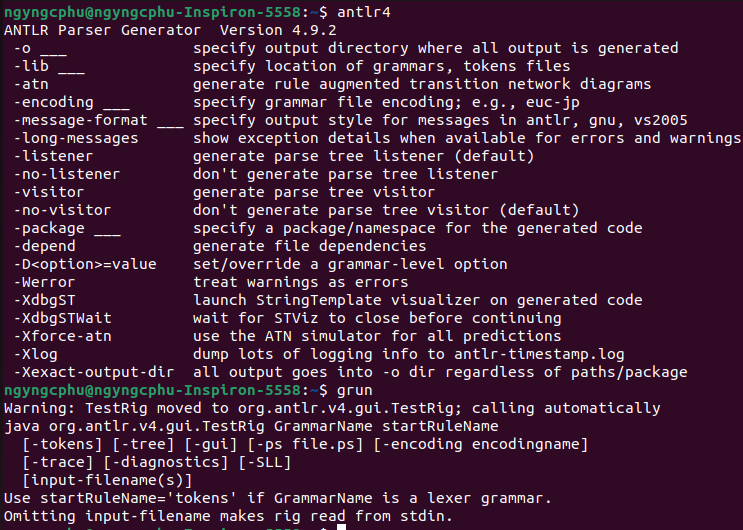 ngyngcphu@ngyngcphu-Inspiron-5558:~$ antlr4
ANTLR Parser Generator  Version 4.9.2
 -o ___              specify output directory where all output is generated
 -lib ___            specify location of grammars, tokens files
 -atn                generate rule augmented transition network diagrams
 -encoding ___       specify grammar file encoding; e.g., euc-jp
 -message-format ___ specify output style for messages in antlr, gnu, vs2005
 -long-messages      show exception details when available for errors and warnings
 -listener           generate parse tree listener (default)
 -no-listener        don't generate parse tree listener
 -visitor            generate parse tree visitor
 -no-visitor         don't generate parse tree visitor (default)
 -package ___        specify a package/namespace for the generated code
 -depend             generate file dependencies
 -D<option>=value    set/override a grammar-level option
 -Werror             treat warnings as errors
 -XdbgST             launch StringTemplate visualizer on generated code
 -XdbgSTWait         wait for STViz to close before continuing
 -Xforce-atn         use the ATN simulator for all predictions
 -Xlog               dump lots of logging info to antlr-timestamp.log
 -Xexact-output-dir  all output goes into -o dir regardless of paths/package
ngyngcphu@ngyngcphu-Inspiron-5558:~$ grun
Warning: TestRig moved to org.antlr.v4.gui.TestRig; calling automatically
java org.antlr.v4.gui.TestRig GrammarName startRuleName
  [-tokens] [-tree] [-gui] [-ps file.ps] [-encoding encodingname]
  [-trace] [-diagnostics] [-SLL]
  [input-filename(s)]
Use startRuleName='tokens' if GrammarName is a lexer grammar.
Omitting input-filename makes rig read from stdin.
ngyngcphu@ngyngcphu-Inspiron-5558:~$